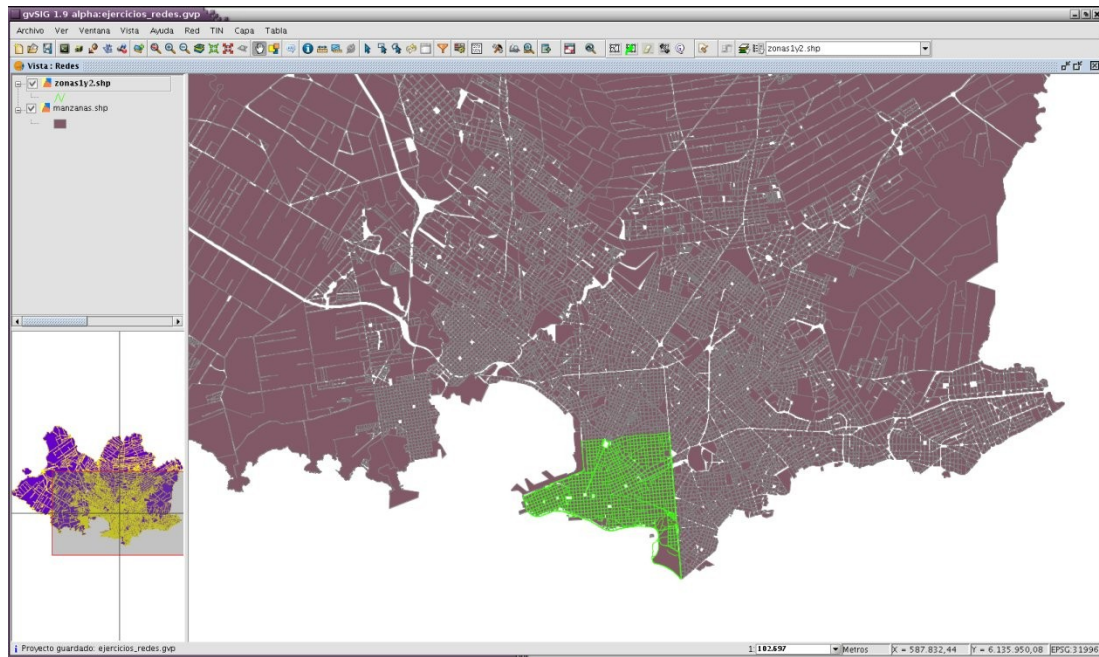 gvSIG 1.9 alpha:ejercicios_redes.gvp
Archivo Ver Ventana Vista Ayuda Red TIN Capa Tabla
zonas1y2.shp
Vista : Redes
zonas1y2.shp
manzanas.shp
Proyecto guardado: ejercicios_redes.gvp
1: 102.697
Metros
X = 587.832,44
Y = 6.135.950,08
EPSG:31996